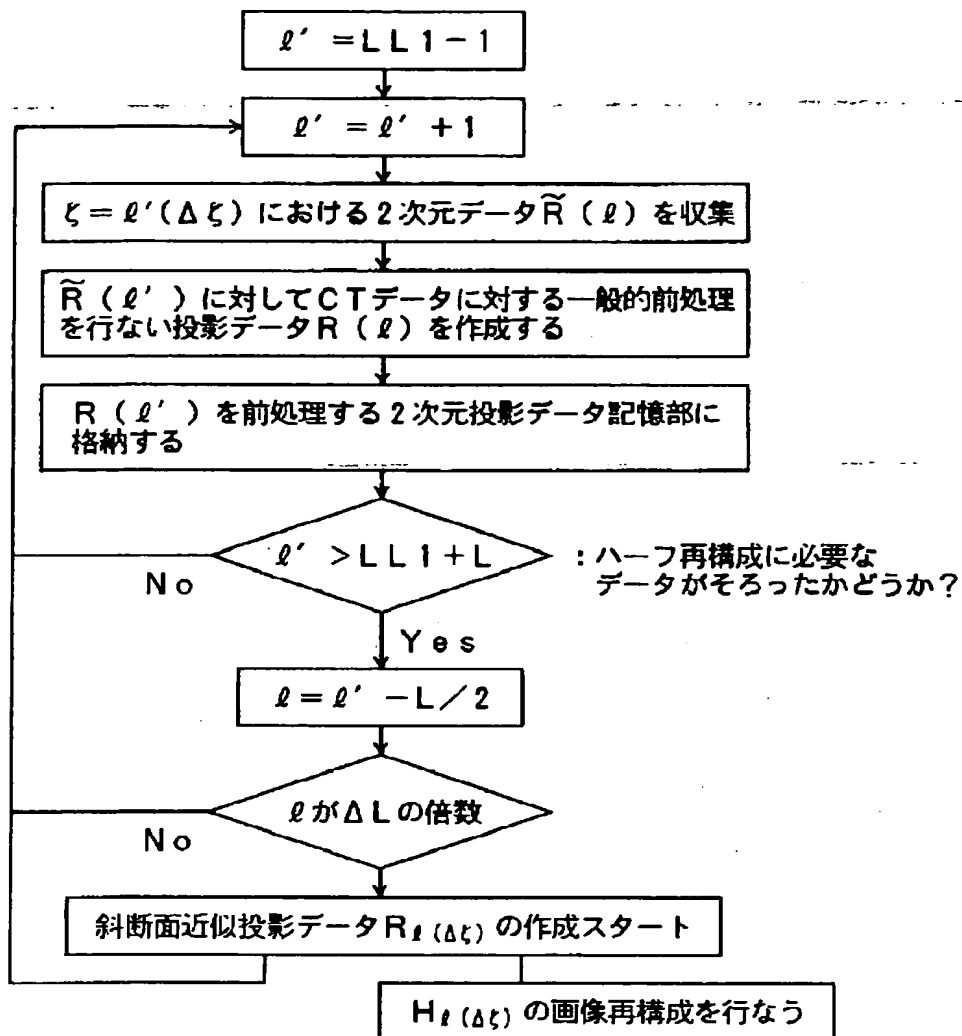 ℓ' = LL1-1
ℓ' = ℓ' +1
ζ=ℓ'(Δζ)における2次元データR̃(ℓ)を収集
R̃(ℓ')に対してCTデータに対する一般的前処理
を行ない投影データR(ℓ)を作成する
R(ℓ')を前処理する2次元投影データ記憶部に
格納する
ℓ' >LL1+L
:ハーフ再構成に必要な
データがそろったかどうか?
No
Yes
ℓ=ℓ' -L/2
ℓがΔLの倍数
No
斜断面近似投影データRℓ(Δζ)の作成スタート
Hℓ(Δζ)の画像再構成を行なう